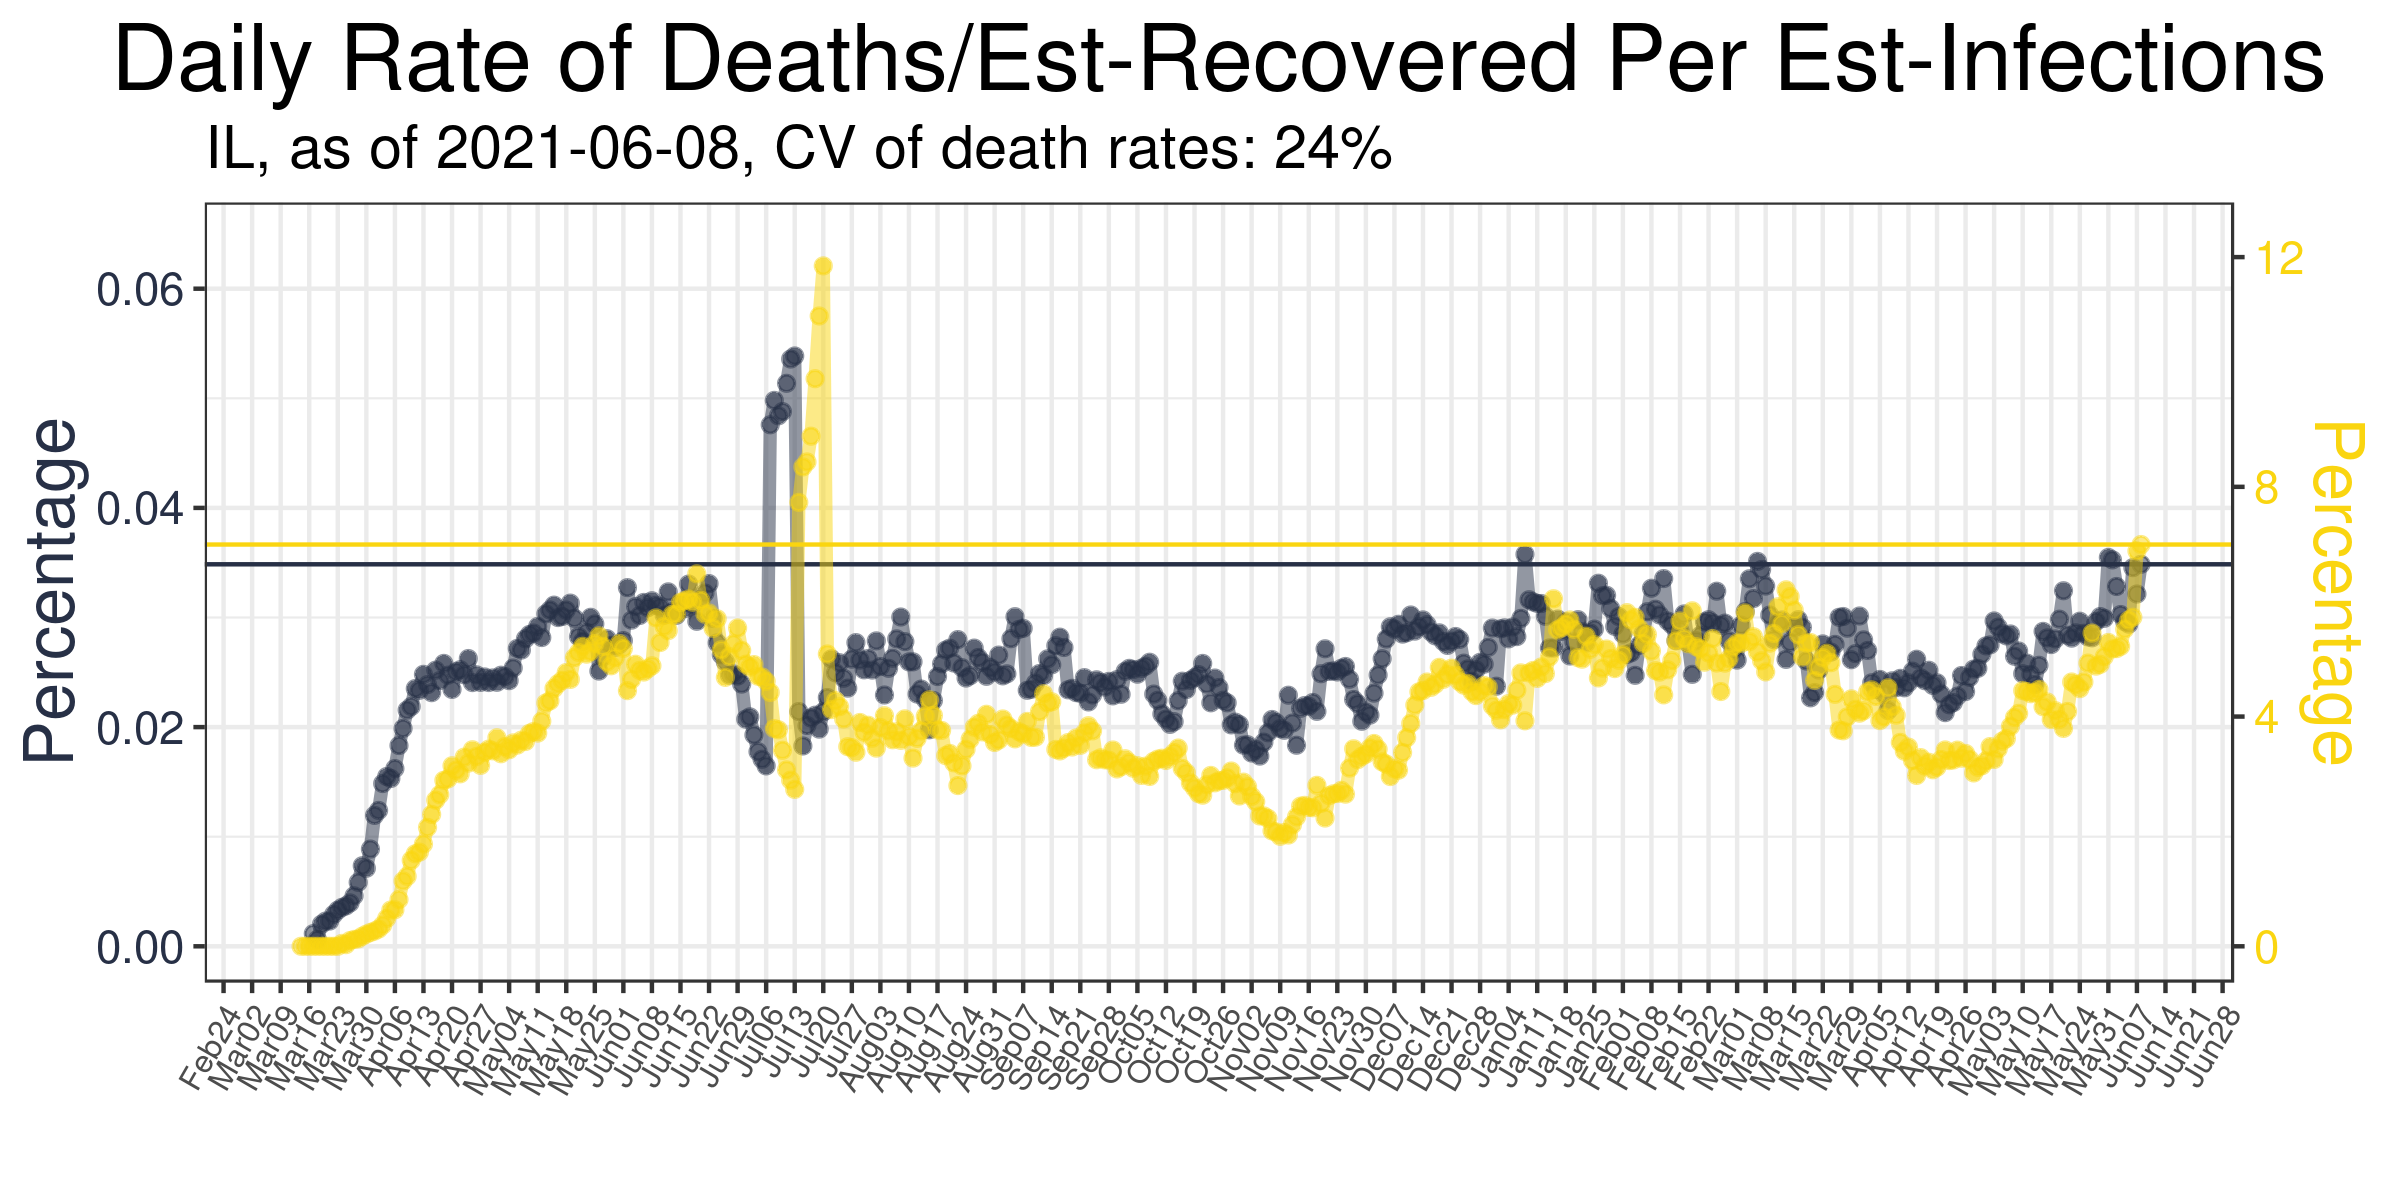 Daily Rate of Deaths/Est-Recovered Per Est-Infections
IL, as of 2021-06-08, CV of death rates: 24%
Percentage
0.06
0.04
0.02
0.00
12
8
4
0
Percentage
Feb24
Mar02
Mar09
Mar16
Mar23
Mar30
Apr06
Apr13
Apr20
Apr27
May04
May11
May18
May25
Jun01
Jun08
Jun15
Jun22
Jun29
Jul06
Jul13
Jul20
Jul27
Aug03
Aug10
Aug17
Aug24
Aug31
Sep07
Sep14
Sep21
Sep28
Oct05
Oct12
Oct19
Oct26
Nov02
Nov09
Nov16
Nov23
Nov30
Dec07
Dec14
Dec21
Dec28
Jan04
Jan11
Jan18
Jan25
Feb01
Feb08
Feb15
Feb22
Mar01
Mar08
Mar15
Mar22
Mar29
Apr05
Apr12
Apr19
Apr26
May03
May10
May17
May24
May31
Jun07
Jun14
Jun21
Jun28